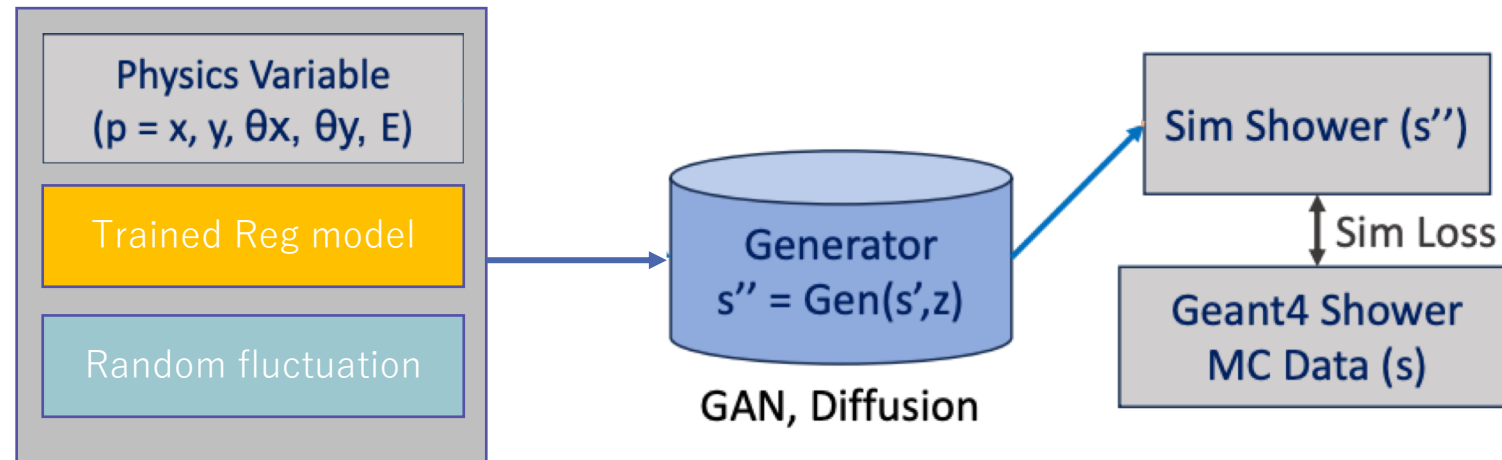 Physics Variable
(p = x, y, θx, θy, E)
Trained Reg model
Random fluctuation
Generator
s’’ = Gen(s’,z)
GAN, Diffusion
Sim Shower (s’’)
Sim Loss
Geant4 Shower
MC Data (s)